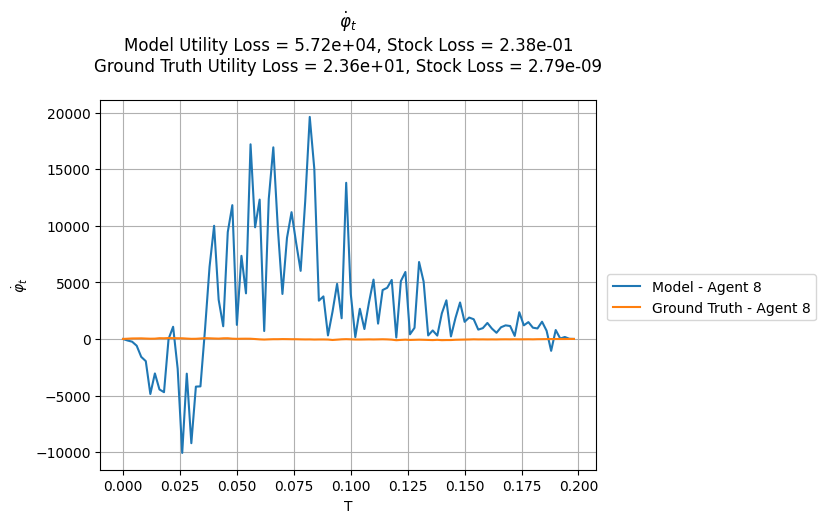 φ̇ₜ
Model Utility Loss = 5.72e+04, Stock Loss = 2.38e-01
Ground Truth Utility Loss = 2.36e+01, Stock Loss = 2.79e-09
20000
15000
10000
5000
0
−5000
−10000
φ̇ₜ
0.000 0.025 0.050 0.075 0.100 0.125 0.150 0.175 0.200
T
Model - Agent 8
Ground Truth - Agent 8